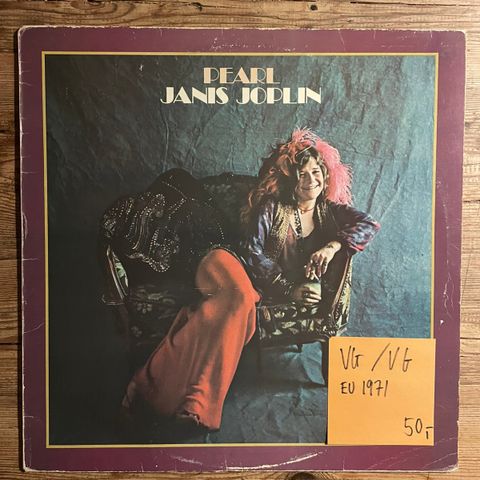 PEARL
JANIS JOPLIN
VG / VG
EU 1971
50,-